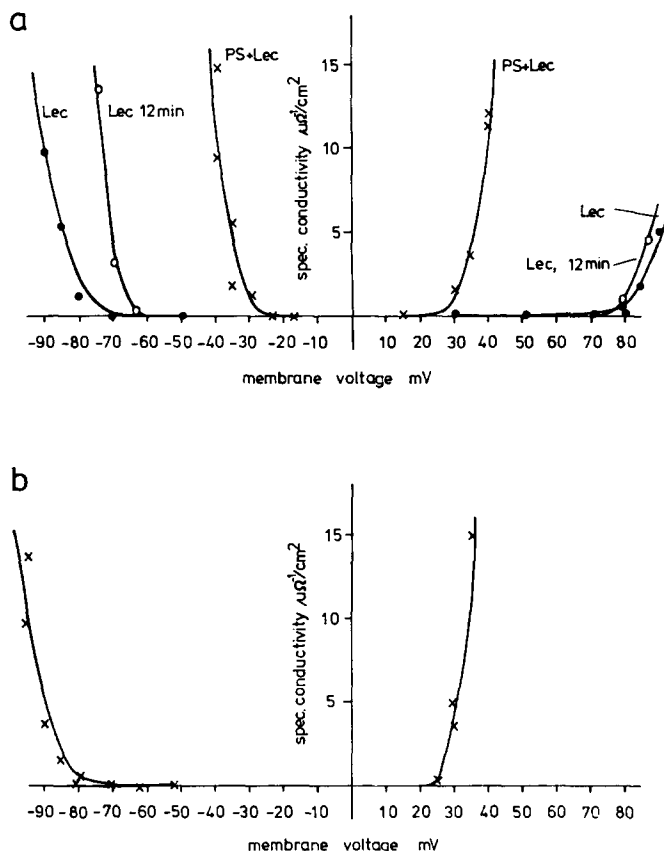 a
PS+Lec
PS+Lec
Lec
Lec 12min
Lec
Lec, 12min
spec. conductivity µΩ⁻¹/cm²
15
10
5
-90 -80 -70 -60 -50 -40 -30 -20 -10 10 20 30 40 50 60 70 80
membrane voltage mV
b
spec. conductivity µΩ⁻¹/cm²
15
10
5
-90 -80 -70 -60 -50 -40 -30 -20 -10 10 20 30 40 50 60 70 80
membrane voltage mV